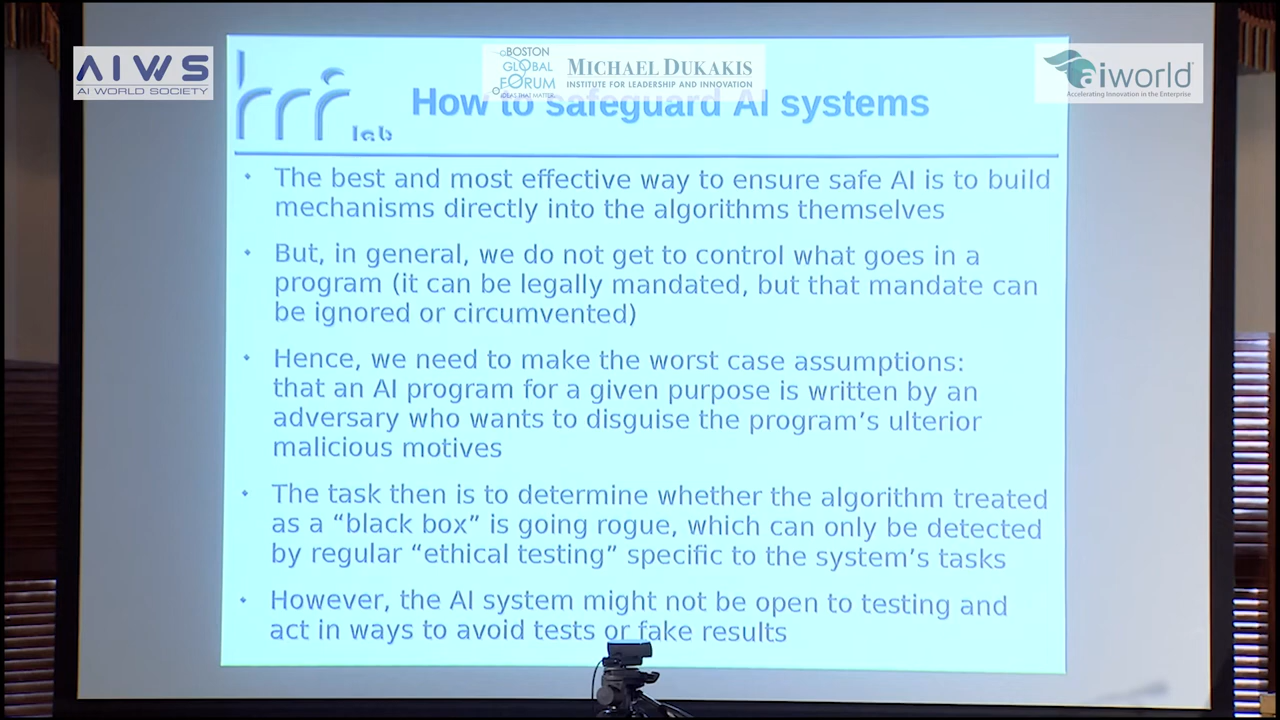 AIWS
AI WORLD SOCIETY
BOSTON
GLOBAL
FORUM
IDEAS THAT MATTER
MICHAEL DUKAKIS
INSTITUTE FOR LEADERSHIP AND INNOVATION
aiworld
Accelerating Innovation in the Enterprise
hri lab
How to safeguard AI systems
• The best and most effective way to ensure safe AI is to build
mechanisms directly into the algorithms themselves
• But, in general, we do not get to control what goes in a
program (it can be legally mandated, but that mandate can
be ignored or circumvented)
• Hence, we need to make the worst case assumptions:
that an AI program for a given purpose is written by an
adversary who wants to disguise the program's ulterior
malicious motives
• The task then is to determine whether the algorithm treated
as a “black box” is going rogue, which can only be detected
by regular “ethical testing” specific to the system's tasks
• However, the AI system might not be open to testing and
act in ways to avoid tests or fake results